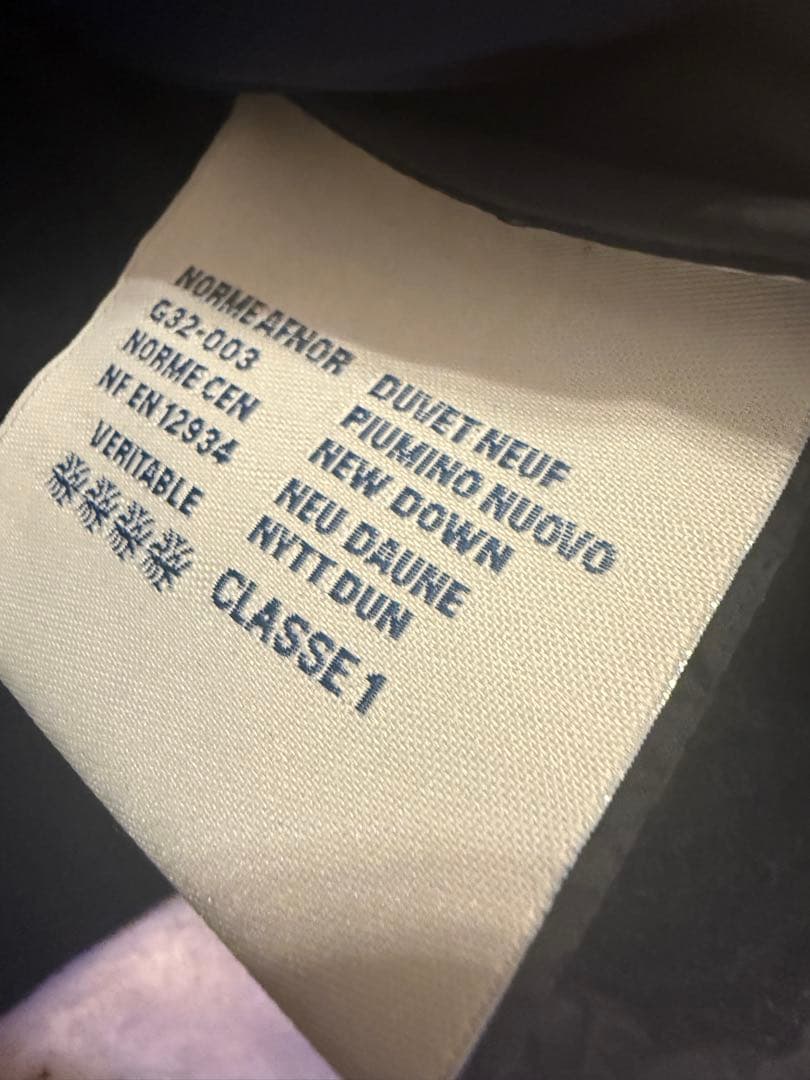 NORME AFNOR
G32-003
NORME CEN
NF EN 12934
VERITABLE
DUVET NEUF
PIUMINO NUOVO
NEW DOWN
NEU DAUNE
NYTT DUN
CLASSE 1